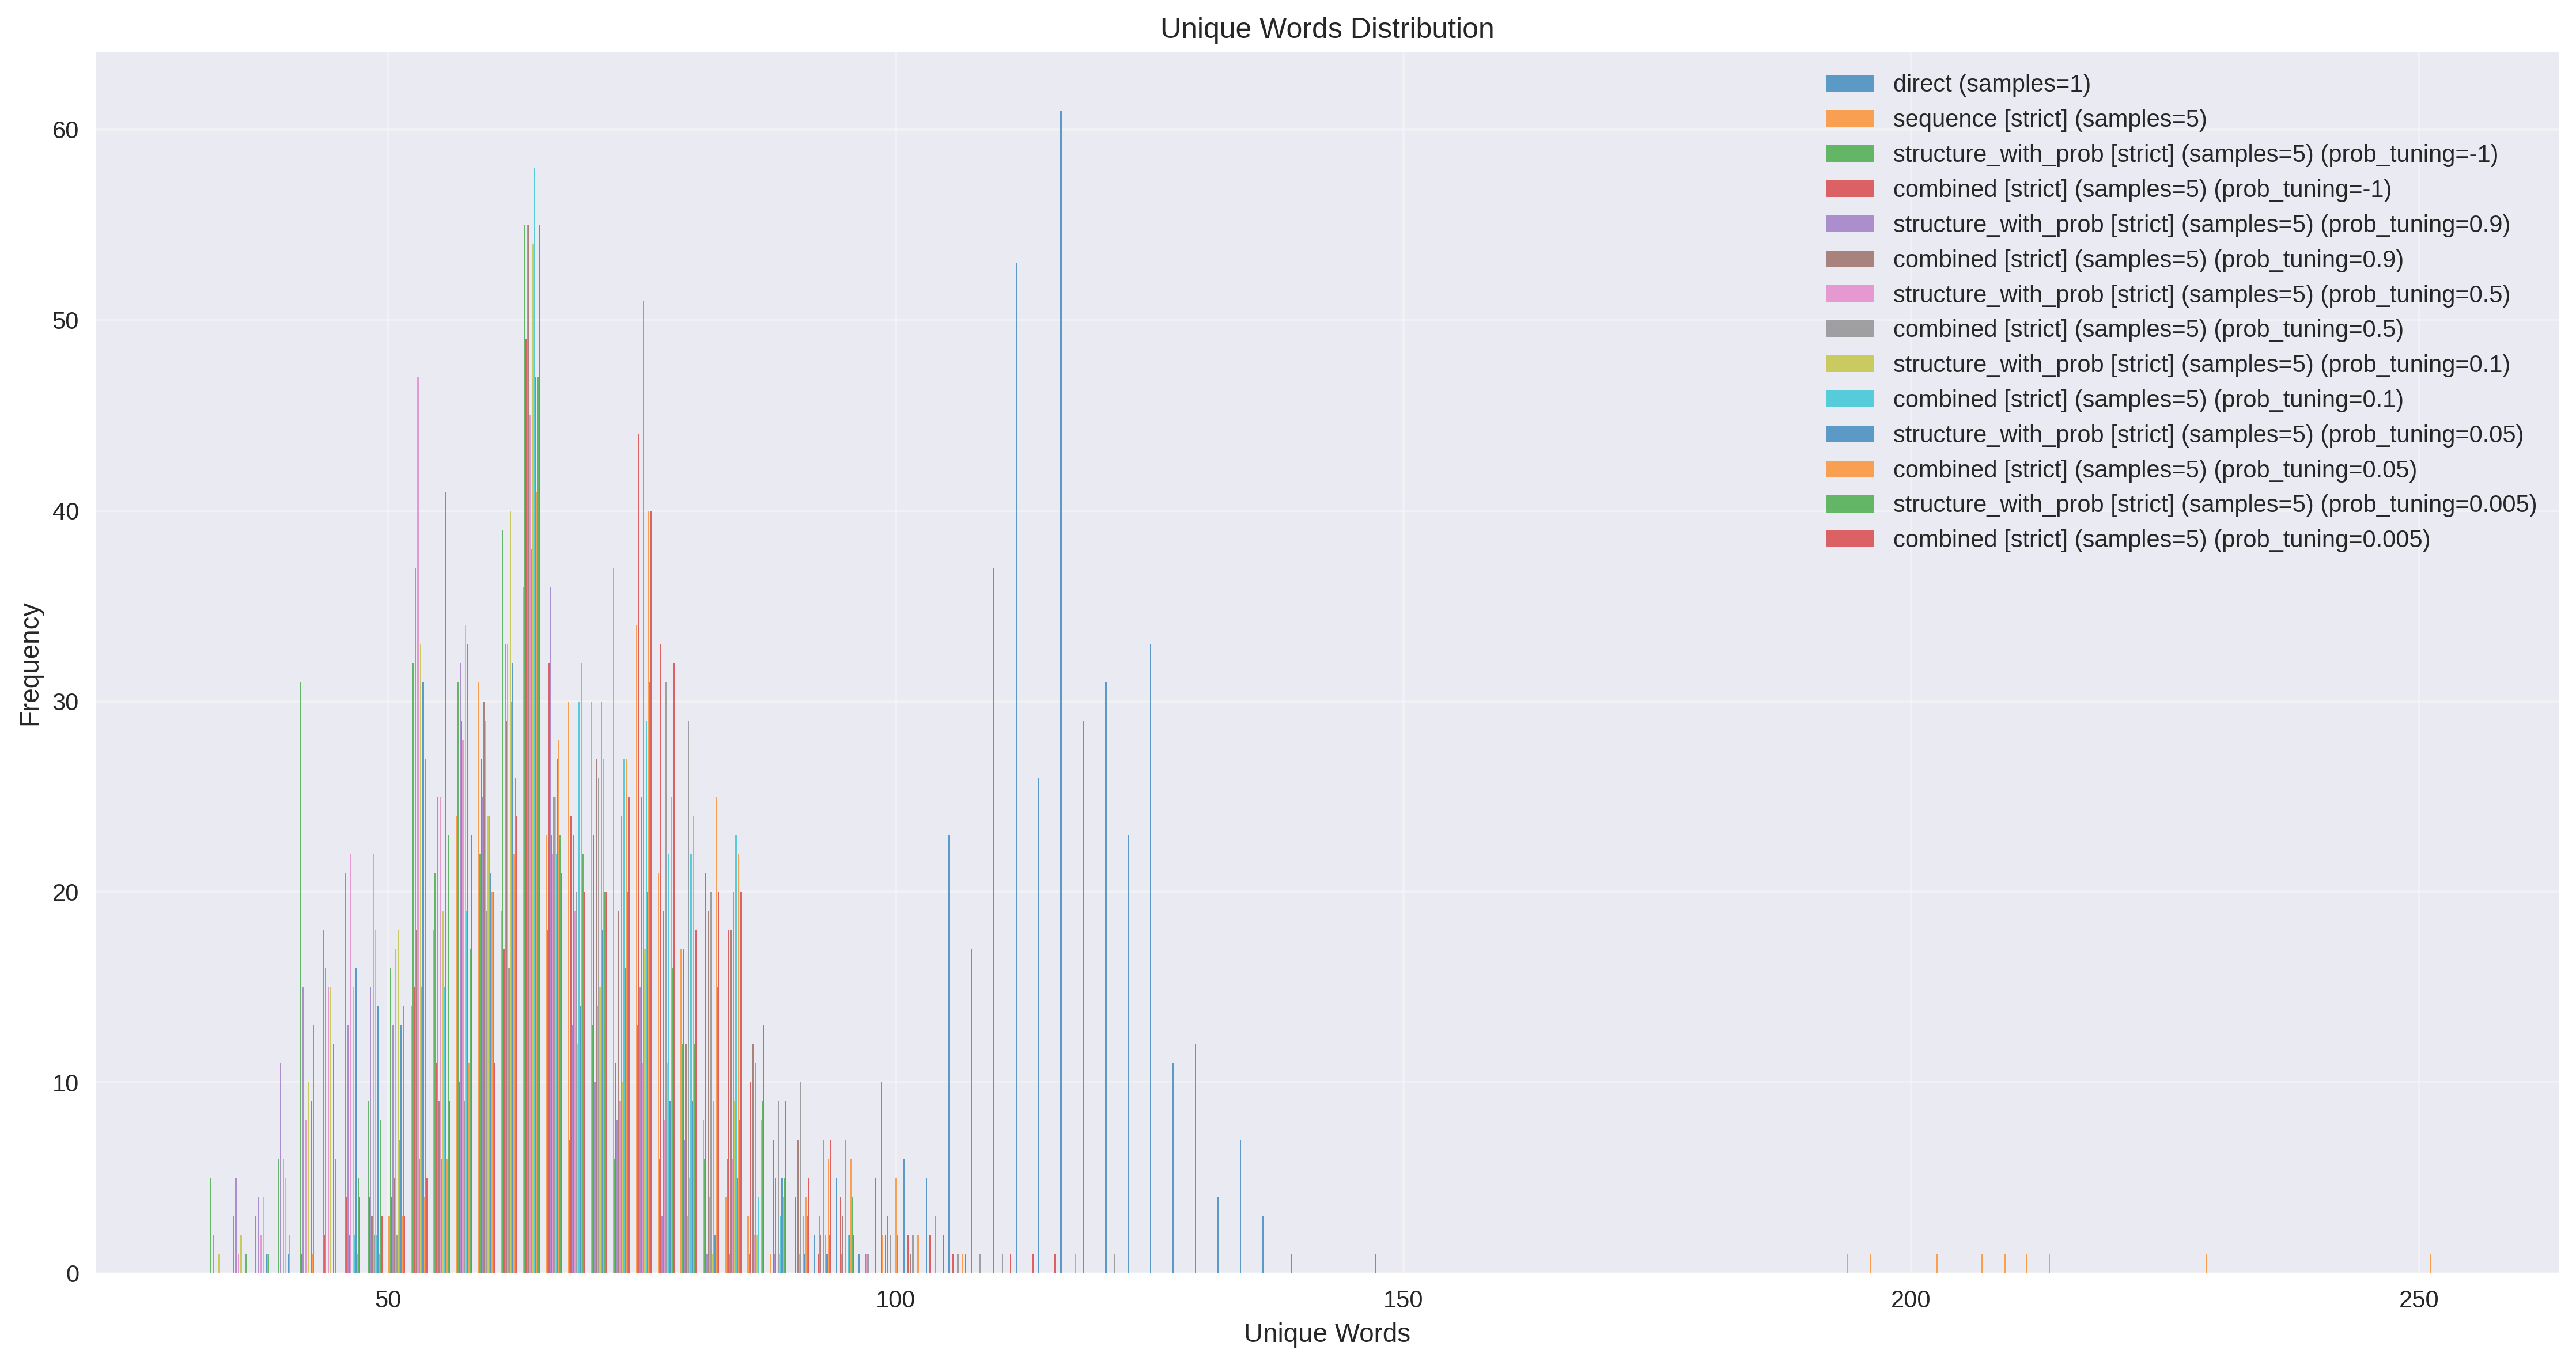 Unique Words Distribution
direct (samples=1)
sequence [strict] (samples=5)
structure_with_prob [strict] (samples=5) (prob_tuning=-1)
combined [strict] (samples=5) (prob_tuning=-1)
structure_with_prob [strict] (samples=5) (prob_tuning=0.9)
combined [strict] (samples=5) (prob_tuning=0.9)
structure_with_prob [strict] (samples=5) (prob_tuning=0.5)
combined [strict] (samples=5) (prob_tuning=0.5)
structure_with_prob [strict] (samples=5) (prob_tuning=0.1)
combined [strict] (samples=5) (prob_tuning=0.1)
structure_with_prob [strict] (samples=5) (prob_tuning=0.05)
combined [strict] (samples=5) (prob_tuning=0.05)
structure_with_prob [strict] (samples=5) (prob_tuning=0.005)
combined [strict] (samples=5) (prob_tuning=0.005)
Frequency
60
50
40
30
20
10
0
50 100 150 200 250
Unique Words